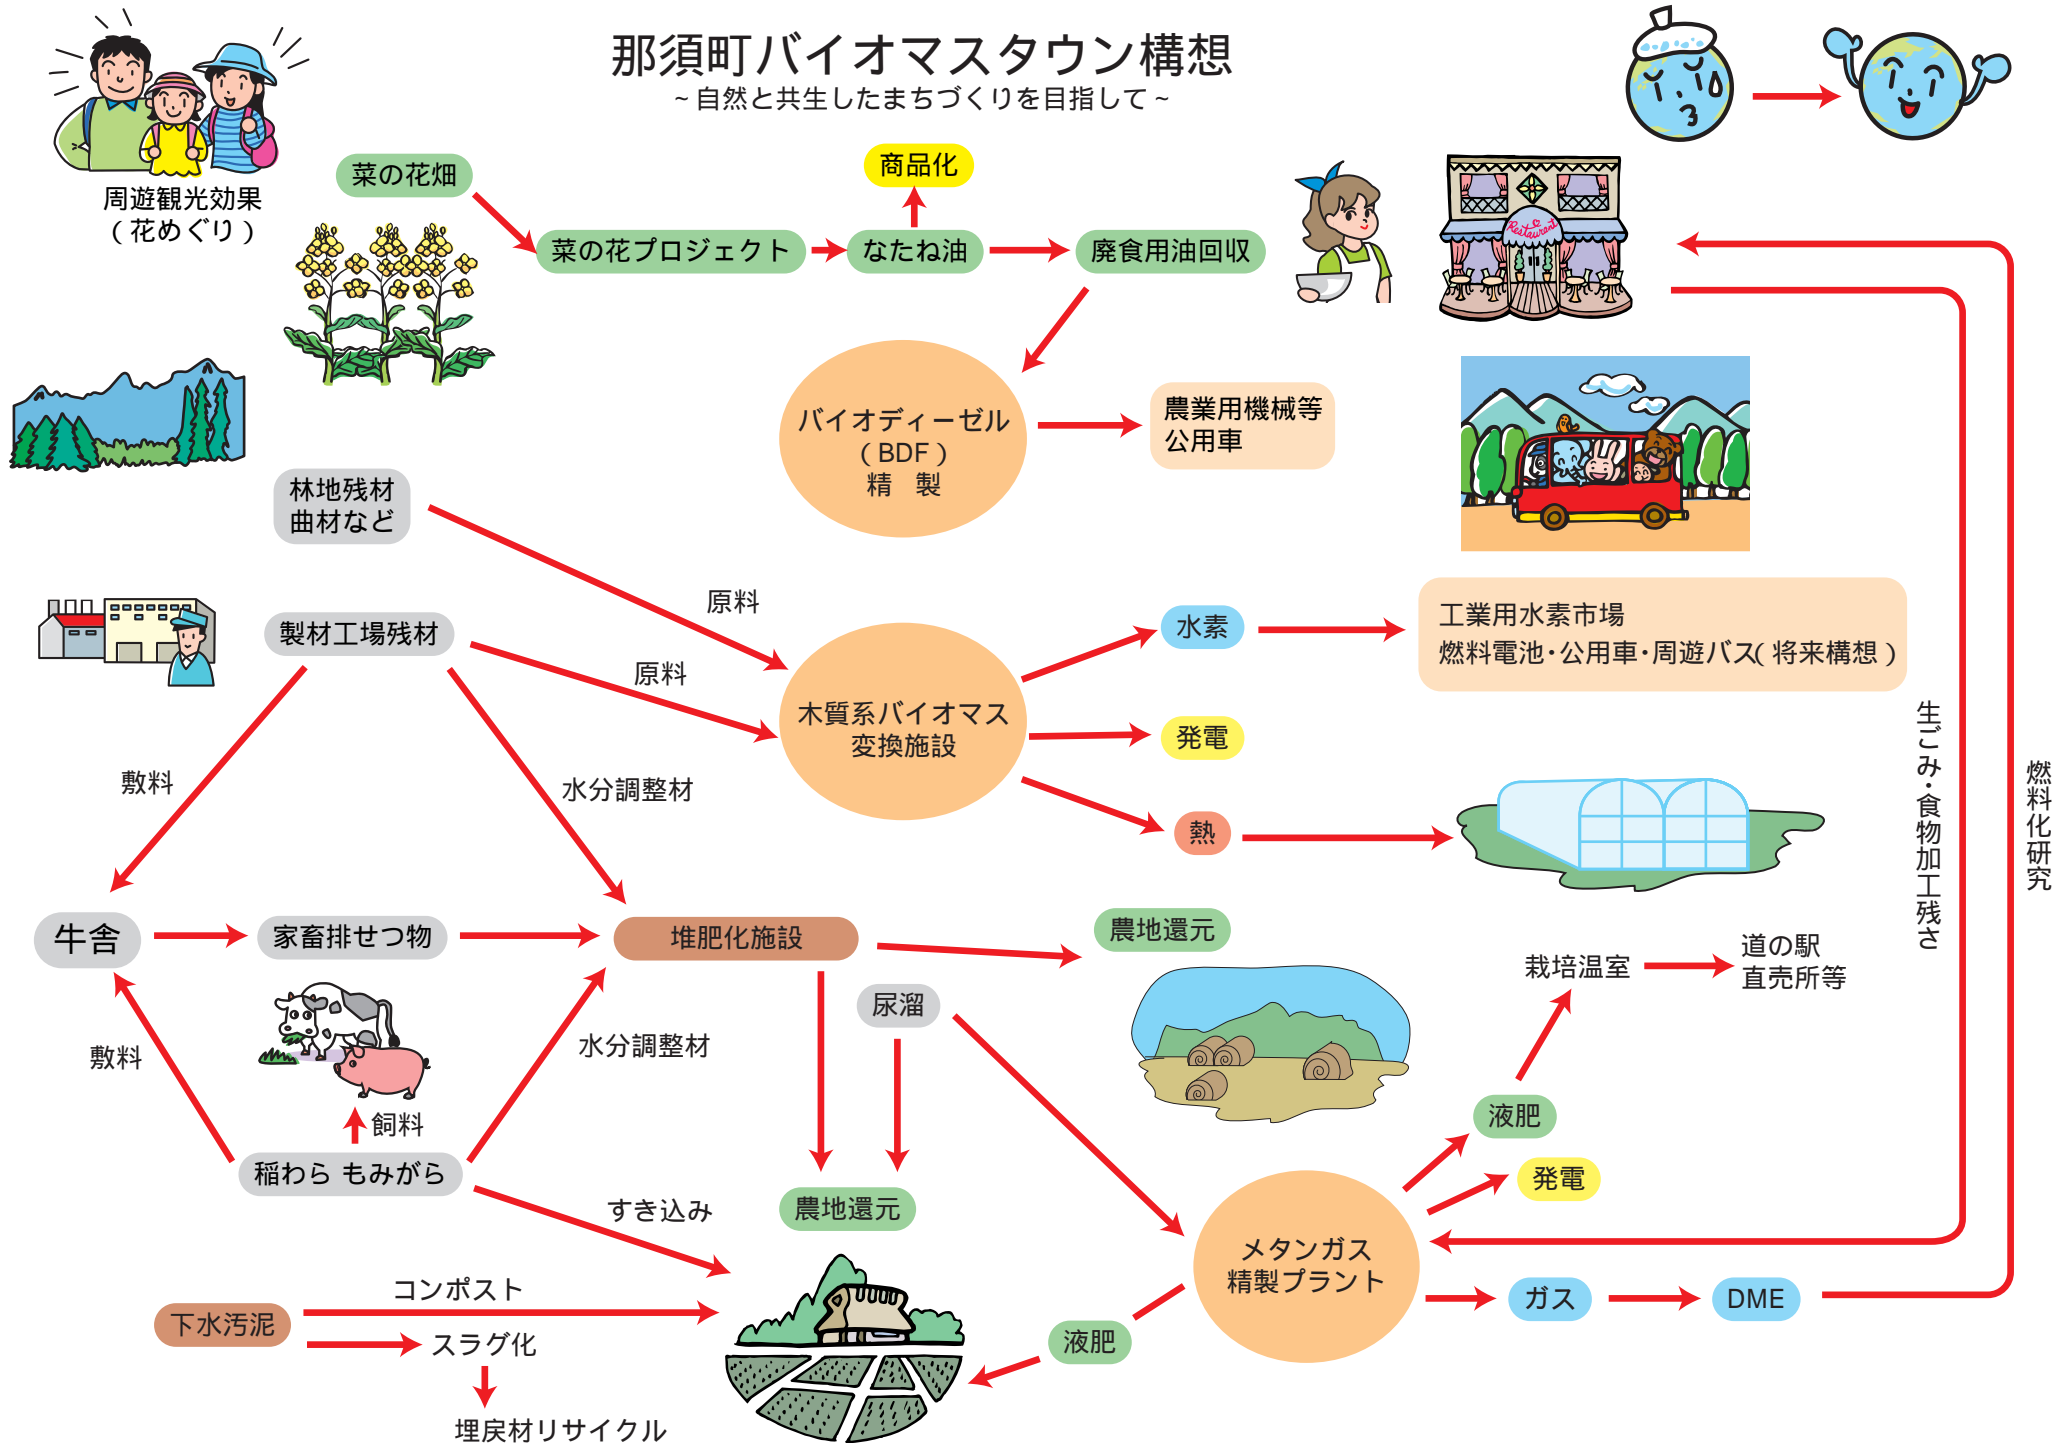 那須町バイオマスタウン構想
~自然と共生したまちづくりを目指して~
周遊観光効果
(花めぐり)
菜の花畑
商品化
菜の花プロジェクト
なたね油
廃食用油回収
Restaurant
バイオディーゼル
(BDF)
精 製
農業用機械等
公用車
林地残材
曲材など
原料
製材工場残材
原料
水素
工業用水素市場
燃料電池・公用車・周遊バス(将来構想)
木質系バイオマス
変換施設
発電
熱
敷料
水分調整材
生ごみ・食物加工残さ
燃料化研究
牛舎
家畜排せつ物
堆肥化施設
農地還元
栽培温室
道の駅
直売所等
尿溜
敷料
水分調整材
飼料
稲わら もみがら
液肥
発電
すき込み
農地還元
メタンガス
精製プラント
コンポスト
下水汚泥
スラグ化
液肥
ガス
DME
埋戻材リサイクル